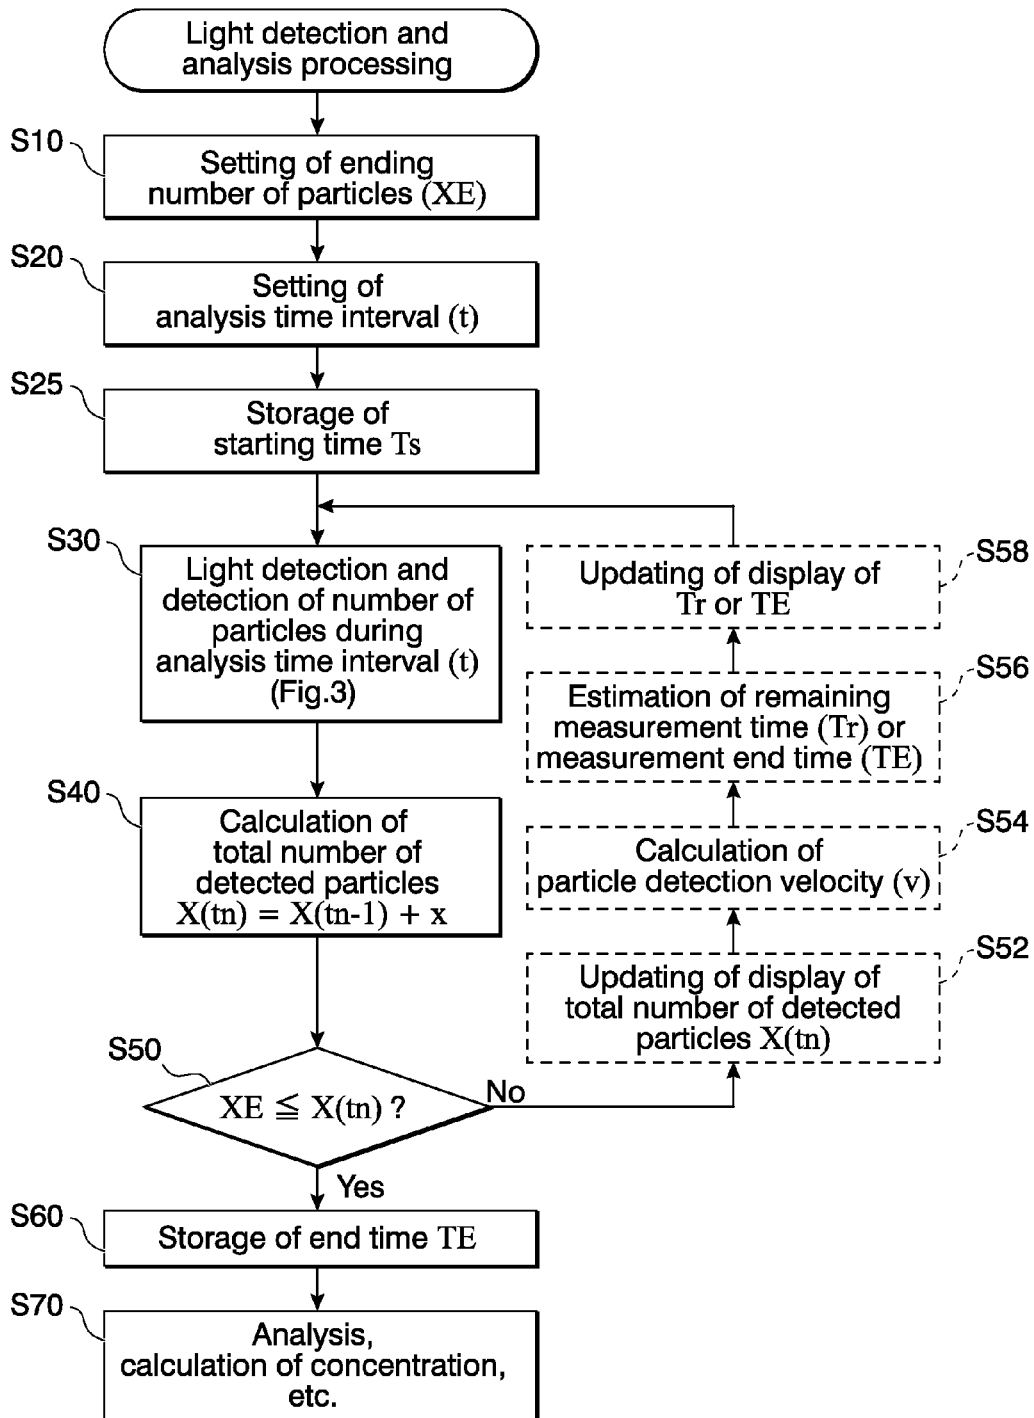 Light detection and
analysis processing
S10
Setting of ending
number of particles (XE)
S20
Setting of
analysis time interval (t)
S25
Storage of
starting time Ts
S30
Light detection and
detection of number of
particles during
analysis time interval (t)
(Fig.3)
S40
Calculation of
total number of
detected particles
X(tn) = X(tn-1) + x
S50
XE ≦ X(tn) ?
No
Yes
S52
Updating of display of
total number of detected
particles X(tn)
S54
Calculation of
particle detection velocity (v)
S56
Estimation of remaining
measurement time (Tr) or
measurement end time (TE)
S58
Updating of display of
Tr or TE
S60
Storage of end time TE
S70
Analysis,
calculation of concentration,
etc.